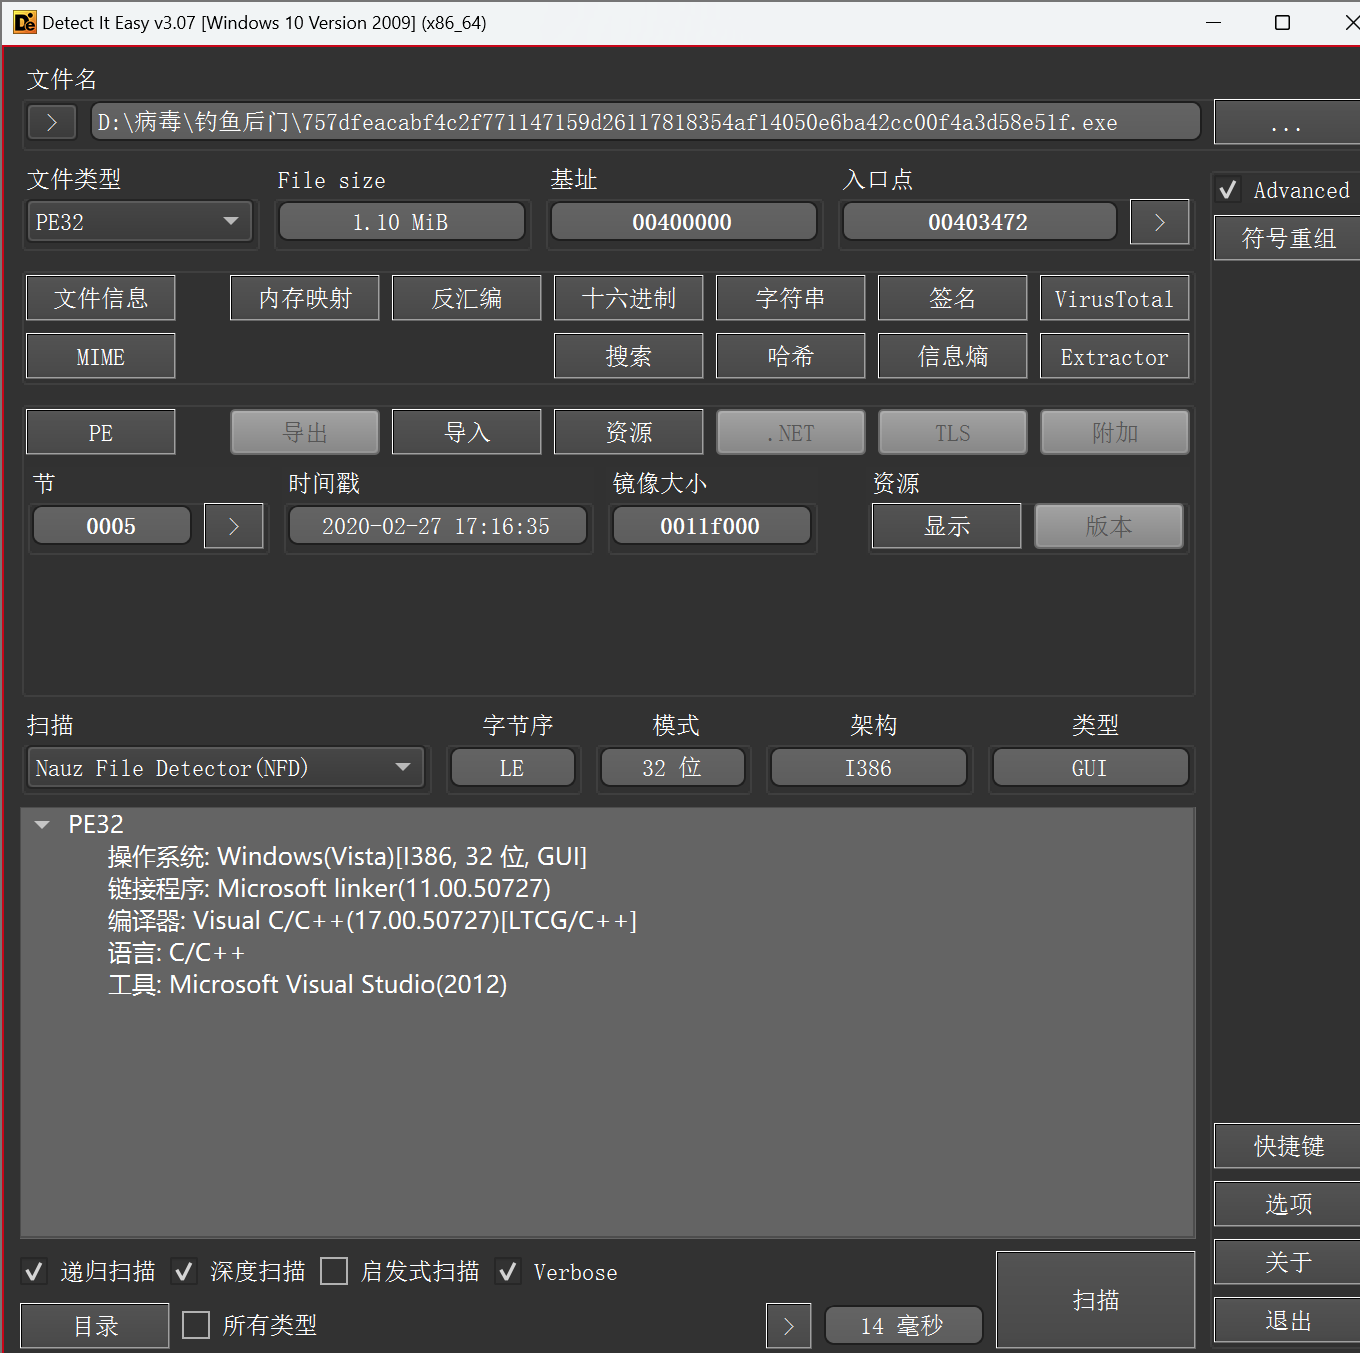 Detect It Easy v3.07 [Windows 10 Version 2009] (x86_64)
文件名
D:\病毒\钓鱼后门\757dfeacabf4c2f771147159d26117818354af14050e6ba42cc00f4a3d58e51f.exe
...
文件类型 File size 基址 入口点
Advanced
PE32 1.10 MiB 00400000 00403472
符号重组
文件信息 内存映射 反汇编 十六进制 字符串 签名 VirusTotal
MIME 搜索 哈希 信息熵 Extractor
PE 导出 导入 资源 .NET TLS 附加
节 时间戳 镜像大小 资源
0005 2020-02-27 17:16:35 0011f000 显示 版本
扫描 字节序 模式 架构 类型
Nauz File Detector(NFD) LE 32 位 I386 GUI
PE32
操作系统: Windows(Vista)[I386, 32 位, GUI]
链接程序: Microsoft linker(11.00.50727)
编译器: Visual C/C++(17.00.50727)[LTCG/C++]
语言: C/C++
工具: Microsoft Visual Studio(2012)
快捷键
选项
关于
退出
递归扫描 深度扫描 启发式扫描 Verbose
扫描
目录 所有类型 14 毫秒